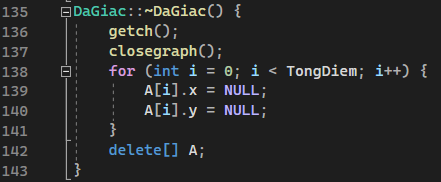 135 DaGiac::~DaGiac() {
136     getch();
137     closegraph();
138     for (int i = 0; i < TongDiem; i++) {
139         A[i].x = NULL;
140         A[i].y = NULL;
141     }
142     delete[] A;
143 }